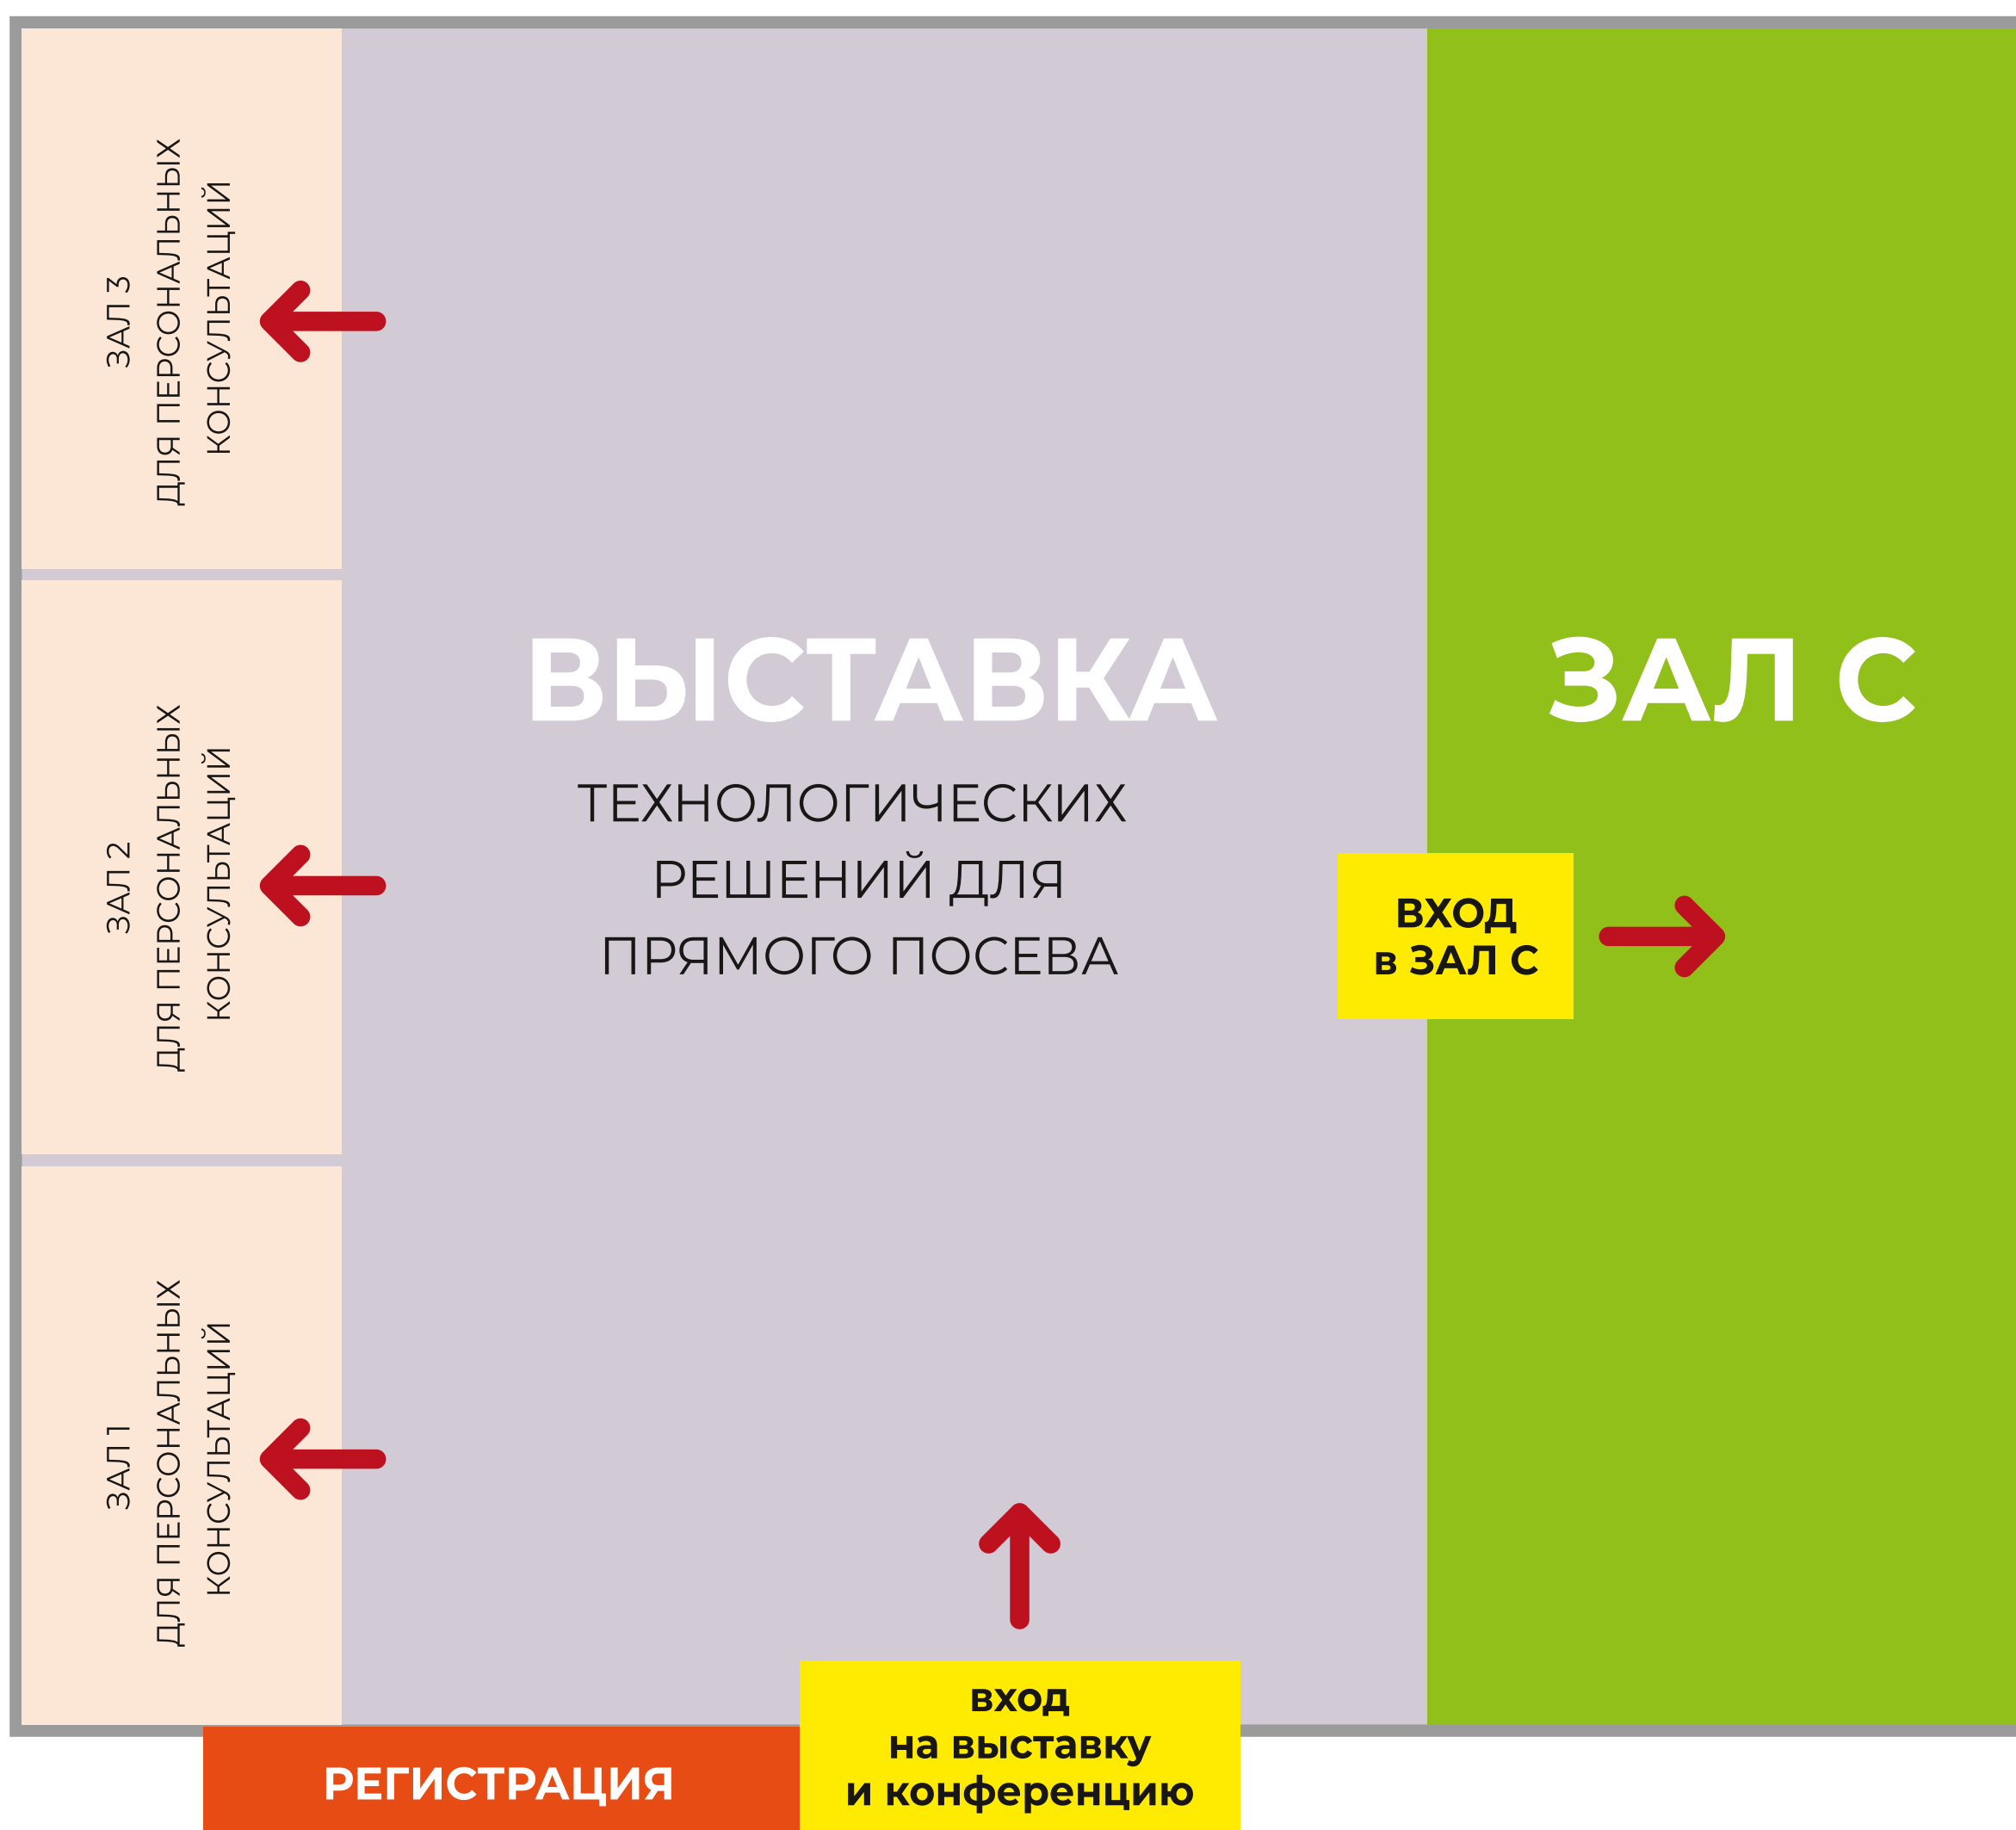 ЗАЛ 3
ДЛЯ ПЕРСОНАЛЬНЫХ
КОНСУЛЬТАЦИЙ
ЗАЛ 2
ДЛЯ ПЕРСОНАЛЬНЫХ
КОНСУЛЬТАЦИЙ
ЗАЛ 1
ДЛЯ ПЕРСОНАЛЬНЫХ
КОНСУЛЬТАЦИЙ
ВЫСТАВКА
ТЕХНОЛОГИЧЕСКИХ
РЕШЕНИЙ ДЛЯ
ПРЯМОГО ПОСЕВА
ЗАЛ С
ВХОД
в ЗАЛ С
РЕГИСТРАЦИЯ
вход
на выставку
и конференцию